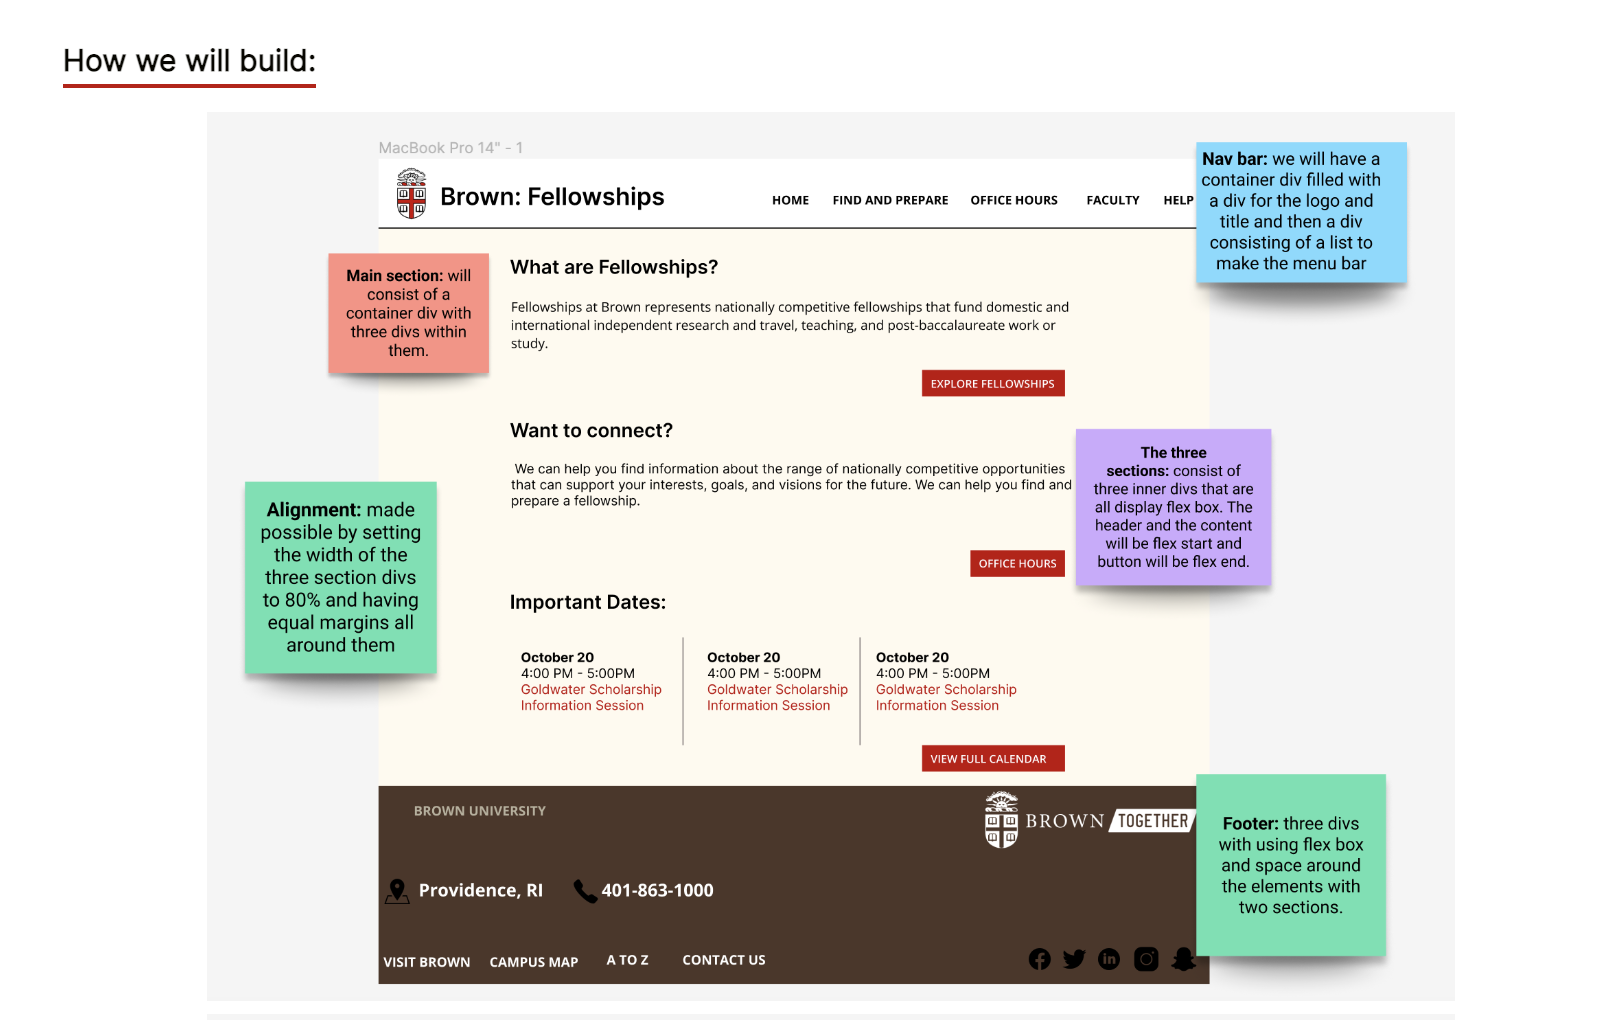 How we will build:
MacBook Pro 14" - 1
Brown: Fellowships
HOME FIND AND PREPARE OFFICE HOURS FACULTY HELP
Nav bar: we will have a
container div filled with
a div for the logo and
title and then a div
consisting of a list to
make the menu bar
Main section: will
consist of a
container div with
three divs within
them.
What are Fellowships?
Fellowships at Brown represents nationally competitive fellowships that fund domestic and
international independent research and travel, teaching, and post-baccalaureate work or
study.
EXPLORE FELLOWSHIPS
Want to connect?
We can help you find information about the range of nationally competitive opportunities
that can support your interests, goals, and visions for the future. We can help you find and
prepare a fellowship.
The three
sections: consist of
three inner divs that are
all display flex box. The
header and the content
will be flex start and
button will be flex end.
Alignment: made
possible by setting
the width of the
three section divs
to 80% and having
equal margins all
around them
OFFICE HOURS
Important Dates:
October 20
4:00 PM - 5:00PM
Goldwater Scholarship
Information Session
October 20
4:00 PM - 5:00PM
Goldwater Scholarship
Information Session
October 20
4:00 PM - 5:00PM
Goldwater Scholarship
Information Session
VIEW FULL CALENDAR
BROWN UNIVERSITY
BROWN TOGETHER
Footer: three divs
with using flex box
and space around
the elements with
two sections.
Providence, RI 401-863-1000
VISIT BROWN CAMPUS MAP A TO Z CONTACT US